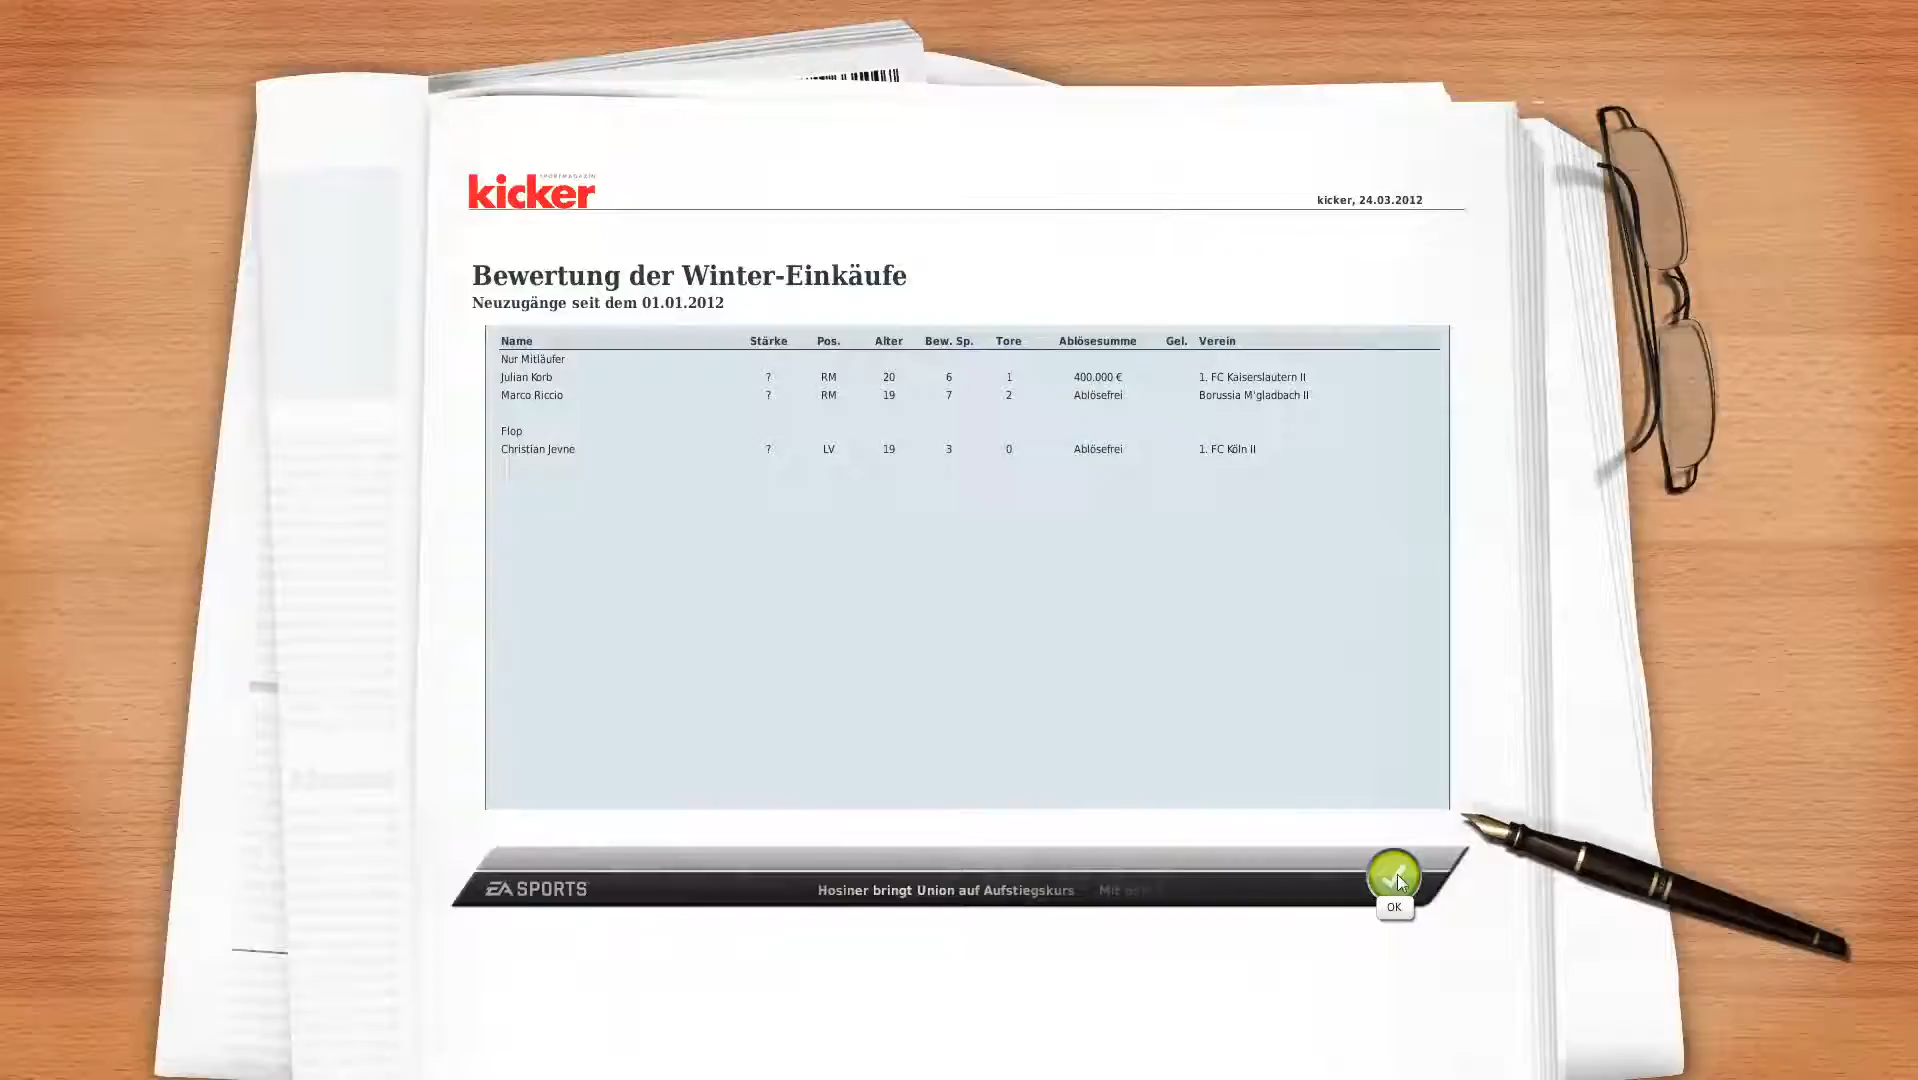 SPORTMAGAZIN
kicker
kicker, 24.03.2012
Bewertung der Winter-Einkäufe
Neuzugänge seit dem 01.01.2012
Name Stärke Pos. Alter Bew. Sp. Tore Ablösesumme Gel. Verein
Nur Mitläufer
Julian Korb ? RM 20 6 1 400.000 € 1. FC Kaiserslautern II
Marco Riccio ? RM 19 7 2 Ablösefrei Borussia M'gladbach II
Flop
Christian Jevne ? LV 19 3 0 Ablösefrei 1. FC Köln II
EA SPORTS
Hosiner bringt Union auf Aufstiegskurs Mit
OK